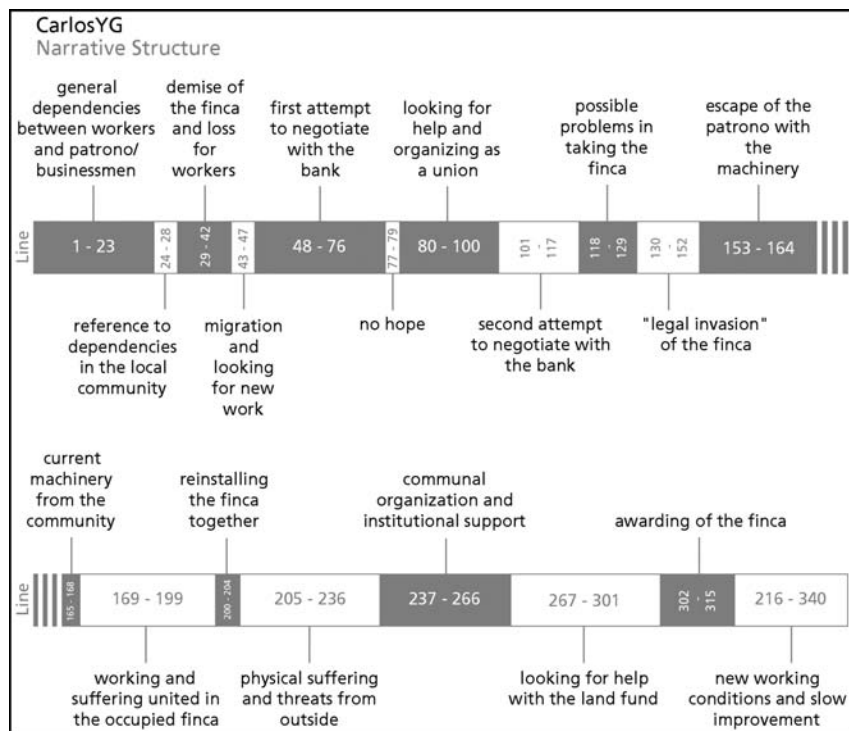 CarlosYG
Narrative Structure
general
dependencies
between workers
and patrono/
businessmen
demise of
the finca
and loss
for
workers
first attempt
to negotiate
with the
bank
looking for
help and
organizing as
a union
possible
problems in
taking the
finca
escape of the
patrono with
the
machinery
Line
1 - 23
24 - 28
29 - 42
43 - 47
48 - 76
77 - 79
80 - 100
101
-
117
118
-
129
130
-
152
153 - 164
reference to
dependencies
in the local
community
migration
and
looking
for new
work
no hope
second attempt
to negotiate with
the bank
"legal invasion"
of the finca
current
machinery
from the
community
reinstalling
the finca
together
communal
organization and
institutional support
awarding of the finca
Line
165 - 168
169 - 199
200 - 204
205 - 236
237 - 266
267 - 301
302
-
315
216 - 340
working and
suffering united in
the occupied finca
physical suffering
and threats from
outside
looking for help
with the land fund
new working
conditions and slow
improvement